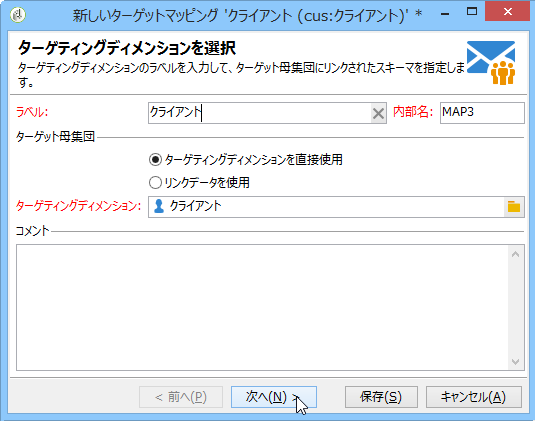 新しいターゲットマッピング 'クライアント (cus:クライアント)' *
ターゲティングディメンションを選択
ターゲティングディメンションのラベルを入力して、ターゲット母集団にリンクされたスキーマを指定しま
す。
ラベル: クライアント 内部名: MAP3
ターゲット母集団
ターゲティングディメンションを直接使用
リンクデータを使用
ターゲティングディメンション: クライアント
コメント
< 前へ(P) 次へ(N) > 保存(S) キャンセル(A)